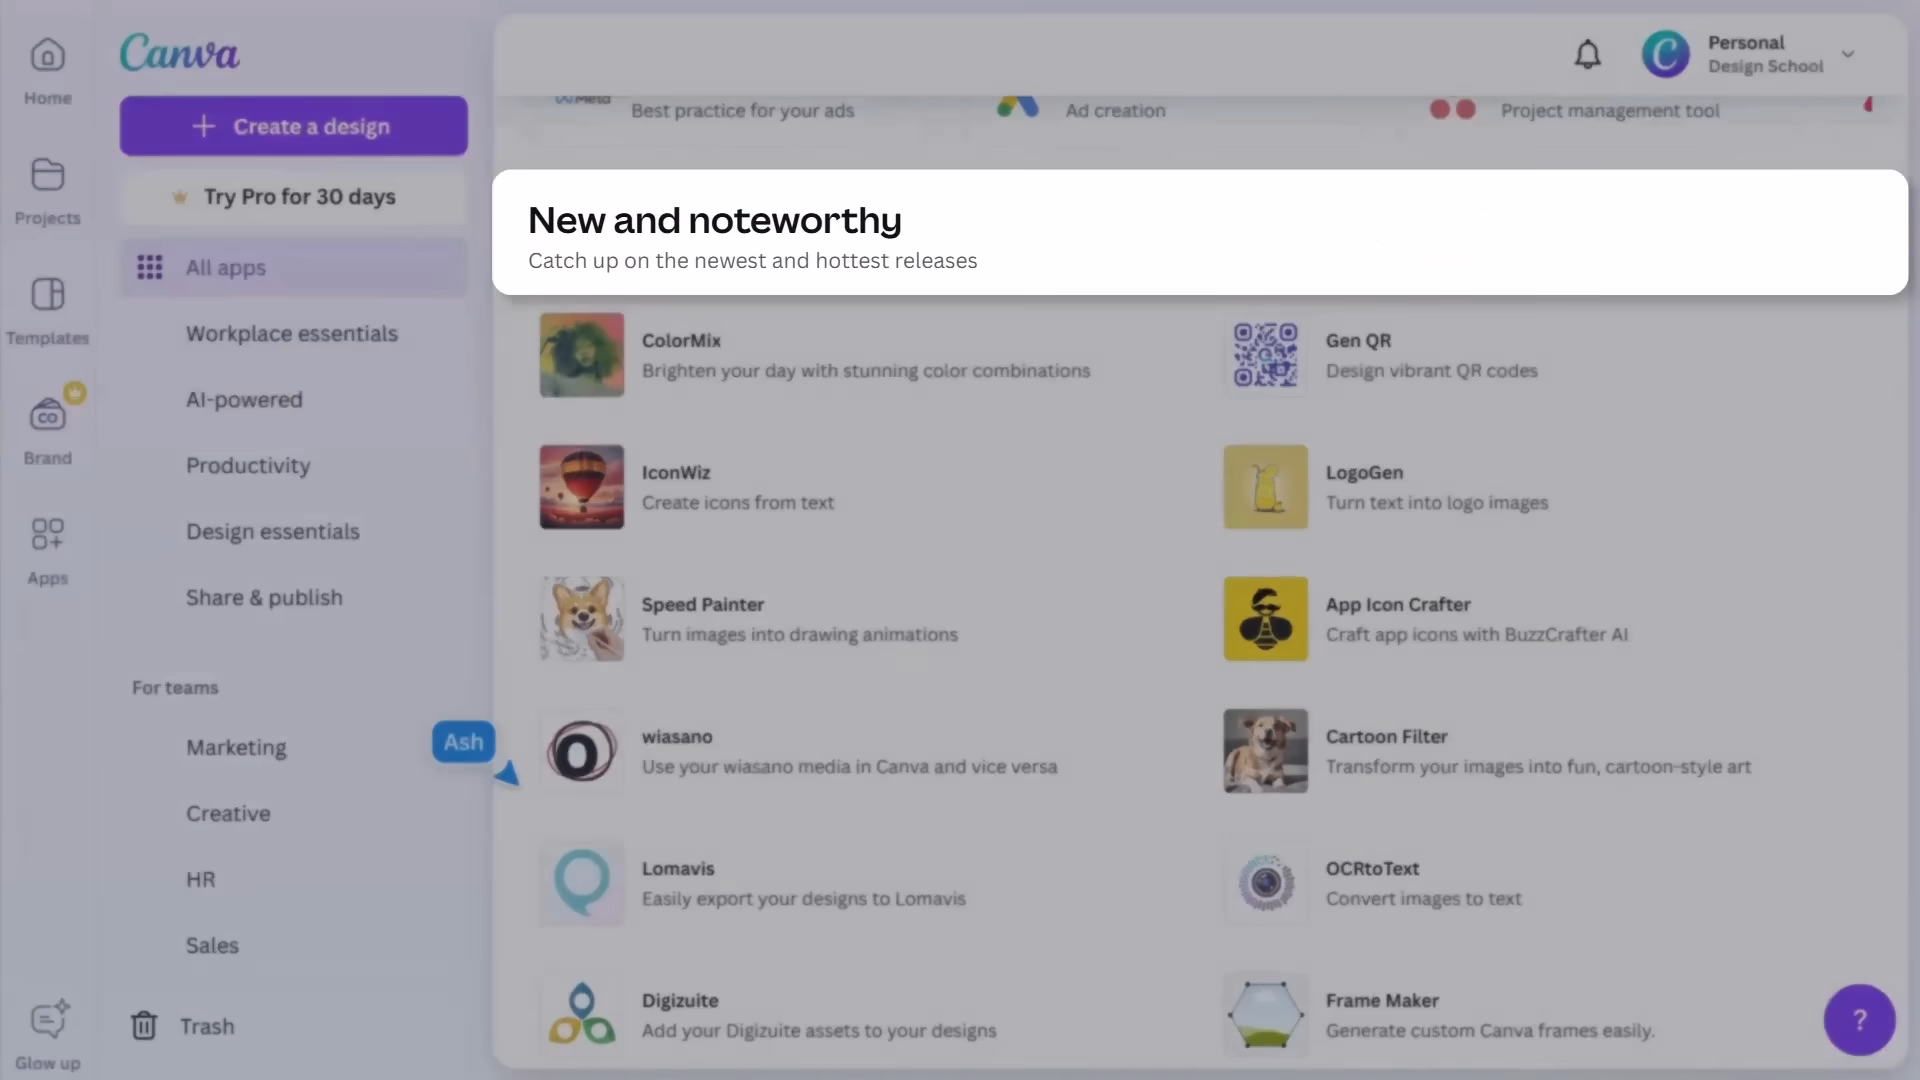 Home
Projects
Templates
CO
Brand
Apps
Glow up
Canva
Create a design
Try Pro for 30 days
All apps
Workplace essentials
AI-powered
Productivity
Design essentials
Share & publish
For teams
Marketing
Creative
HR
Sales
Trash
Ash
C
Personal
Design School
Meta
Best practice for your ads
Ad creation
Project management tool
New and noteworthy
Catch up on the newest and hottest releases
ColorMix
Brighten your day with stunning color combinations
Gen QR
Design vibrant QR codes
IconWiz
Create icons from text
LogoGen
Turn text into logo images
Speed Painter
Turn images into drawing animations
App Icon Crafter
Craft app icons with BuzzCrafter AI
wiasano
Use your wiasano media in Canva and vice versa
Cartoon Filter
Transform your images into fun, cartoon-style art
Lomavis
Easily export your designs to Lomavis
OCRtoText
Convert images to text
Digizuite
Add your Digizuite assets to your designs
Frame Maker
Generate custom Canva frames easily.
?